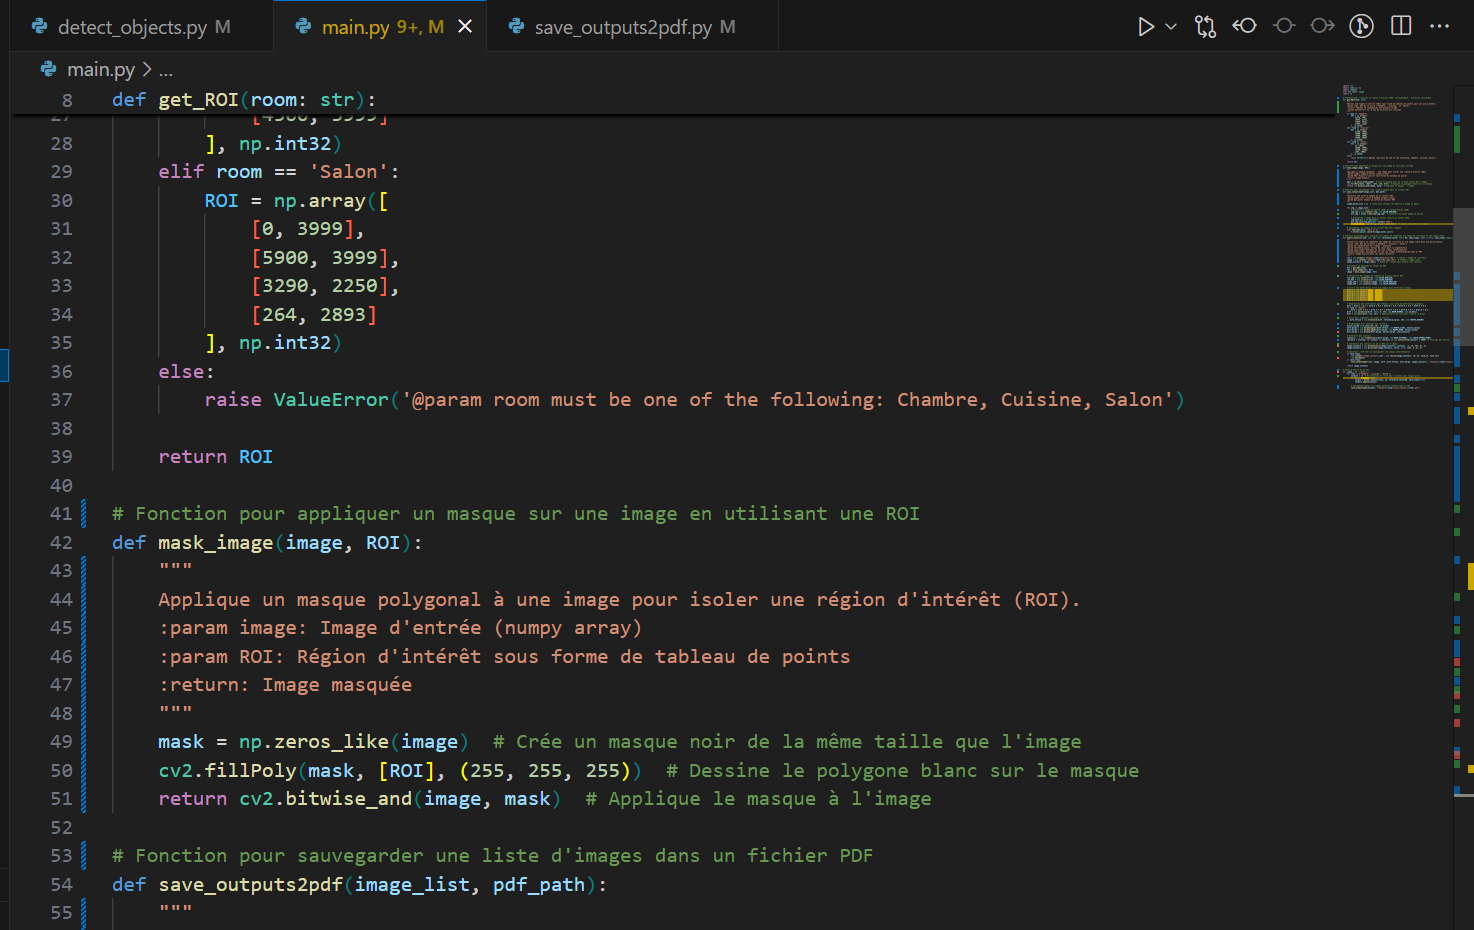 detect_objects.py M
main.py 9+, M
save_outputs2pdf.py M
main.py > ...
8 def get_ROI(room: str):
27 [4300, 3999]
28 ], np.int32)
29 elif room == 'Salon':
30 ROI = np.array([
31 [0, 3999],
32 [5900, 3999],
33 [3290, 2250],
34 [264, 2893]
35 ], np.int32)
36 else:
37 raise ValueError('@param room must be one of the following: Chambre, Cuisine, Salon')
38
39 return ROI
40
41 # Fonction pour appliquer un masque sur une image en utilisant une ROI
42 def mask_image(image, ROI):
43 """
44 Applique un masque polygonal à une image pour isoler une région d'intérêt (ROI).
45 :param image: Image d'entrée (numpy array)
46 :param ROI: Région d'intérêt sous forme de tableau de points
47 :return: Image masquée
48 """
49 mask = np.zeros_like(image)  # Crée un masque noir de la même taille que l'image
50 cv2.fillPoly(mask, [ROI], (255, 255, 255))  # Dessine le polygone blanc sur le masque
51 return cv2.bitwise_and(image, mask)  # Applique le masque à l'image
52
53 # Fonction pour sauvegarder une liste d'images dans un fichier PDF
54 def save_outputs2pdf(image_list, pdf_path):
55 """